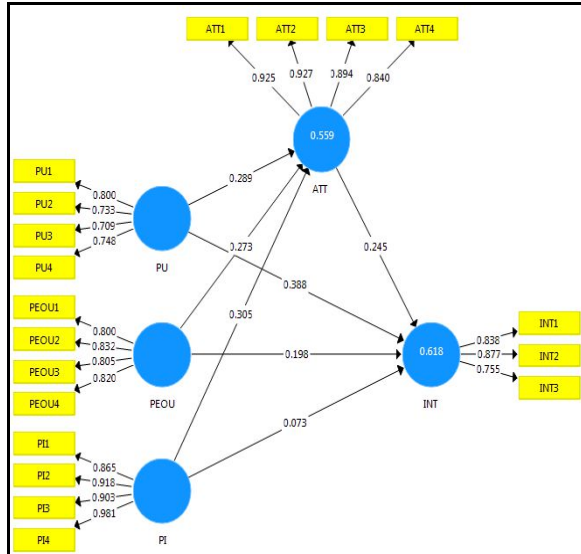 ATT1 ATT2 ATT3 ATT4
0.925 0.927 0.894 0.840
0.559
ATT
PU1
PU2
PU3
PU4
0.800
0.733
0.709
0.748
PU
0.289
0.273
0.245
0.388
0.305
PEOU1
PEOU2
PEOU3
PEOU4
0.800
0.832
0.805
0.820
PEOU
0.198
0.073
0.618
INT
0.838
0.877
0.755
INT1
INT2
INT3
PI1
PI2
PI3
PI4
0.865
0.918
0.903
0.981
PI